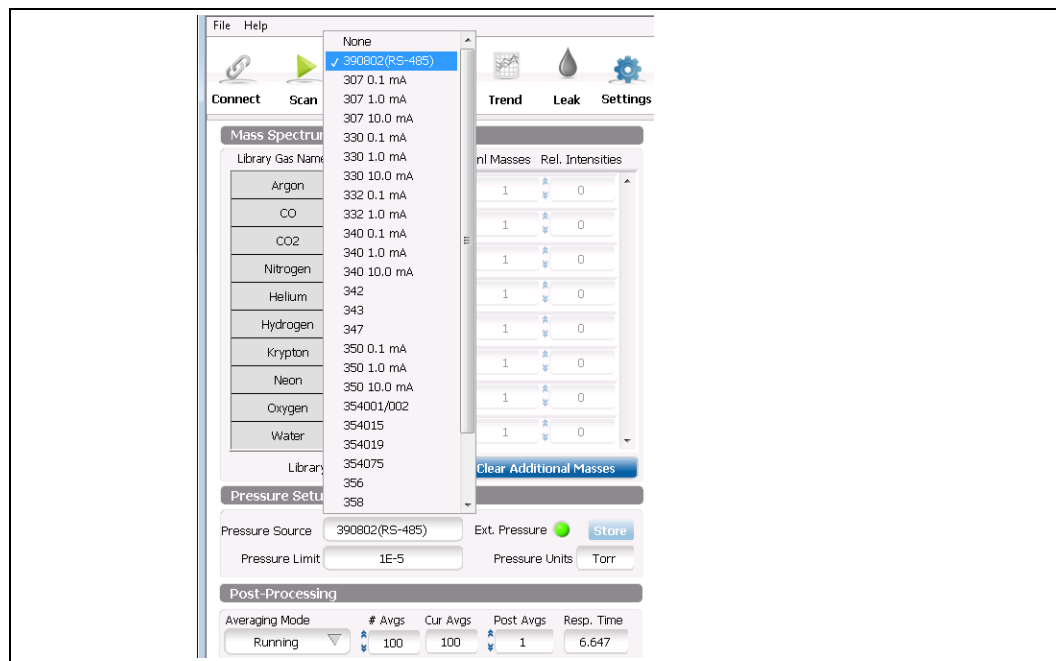 File Help
Connect Scan Trend Leak Settings
None
✓ 390802(RS-485)
307 0.1 mA
307 1.0 mA
307 10.0 mA
330 0.1 mA
330 1.0 mA
330 10.0 mA
332 0.1 mA
332 1.0 mA
340 0.1 mA
340 1.0 mA
340 10.0 mA
342
343
347
350 0.1 mA
350 1.0 mA
350 10.0 mA
354001/002
354015
354019
354075
356
358
Mass Spectru
Library Gas Name nl Masses Rel. Intensities
Argon 1 0
CO 1 0
CO2 1 0
Nitrogen 1 0
Helium 1 0
Hydrogen 1 0
Krypton 1 0
Neon 1 0
Oxygen
Water
Library Clear Additional Masses
Pressure Setu
Pressure Source 390802(RS-485) Ext. Pressure Store
Pressure Limit 1E-5 Pressure Units Torr
Post-Processing
Averaging Mode # Avgs Cur Avgs Post Avgs Resp. Time
Running 100 100 1 6.647